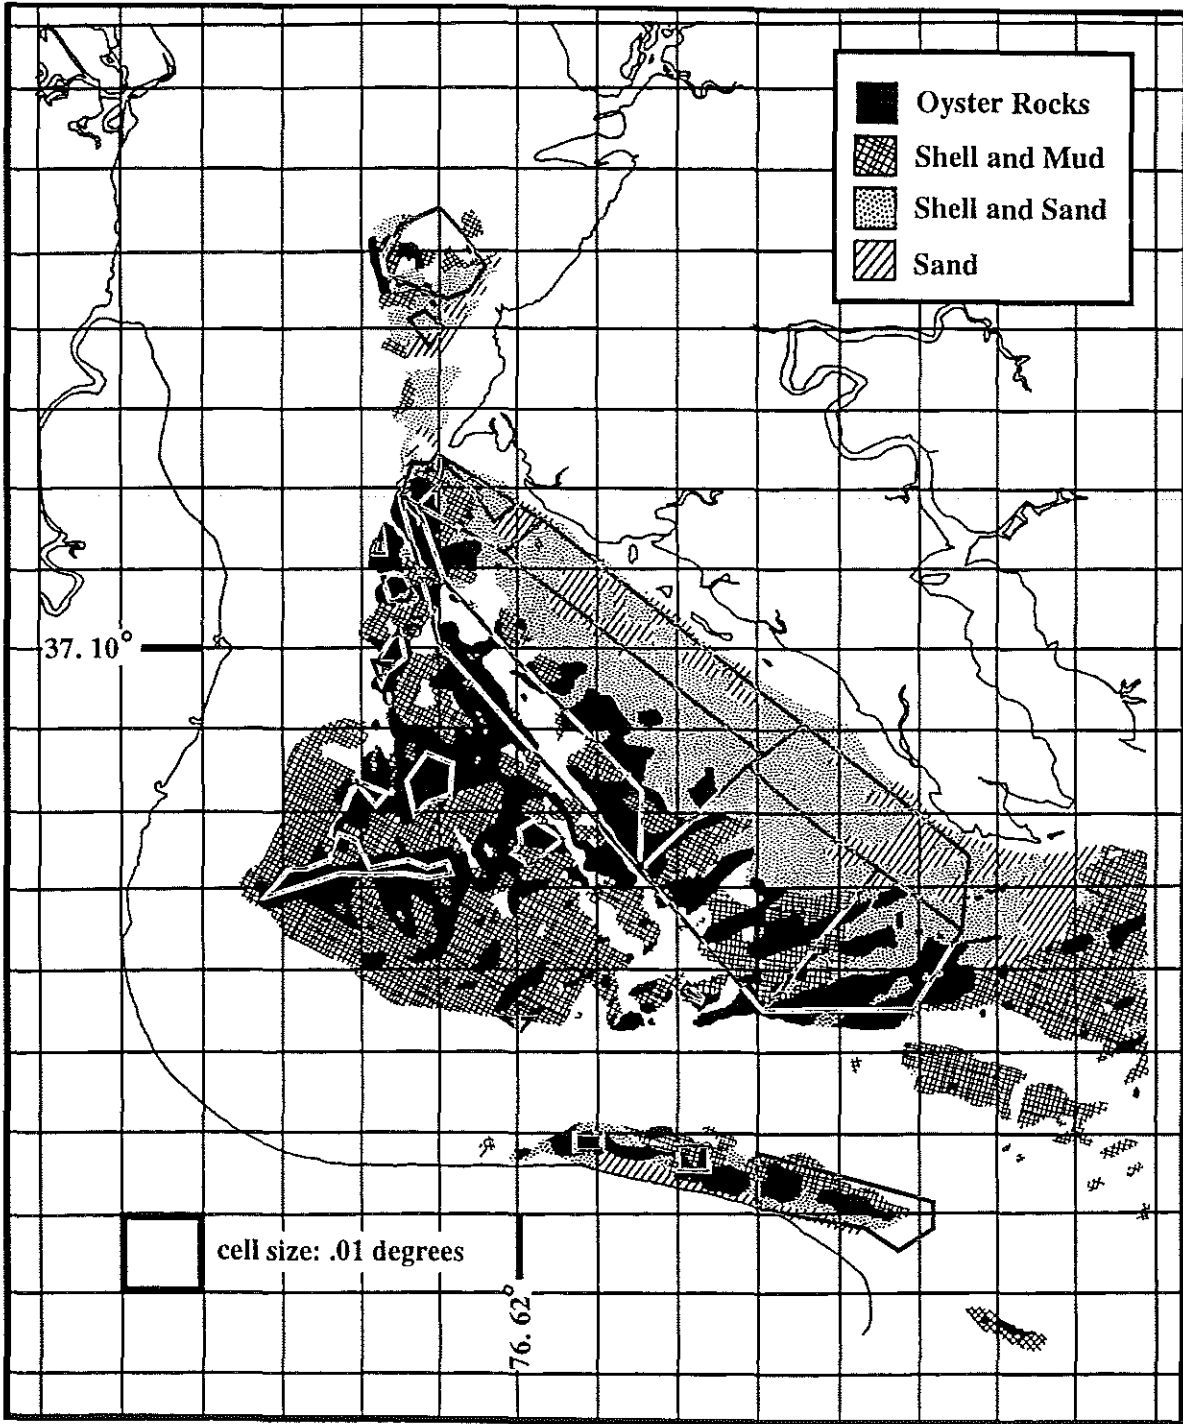 Oyster Rocks
Shell and Mud
Shell and Sand
Sand
37.10°
cell size: .01 degrees
76.62°